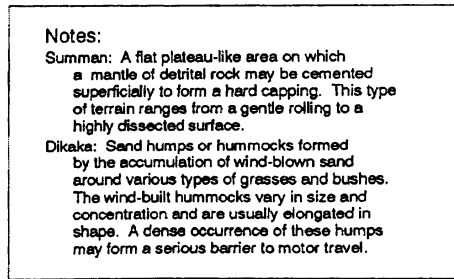 Notes:
Summan: A flat plateau-like area on which
a mantle of detrital rock may be cemented
superficially to form a hard capping. This type
of terrain ranges from a gentle rolling to a
highly dissected surface.
Dikaka: Sand humps or hummocks formed
by the accumulation of wind-blown sand
around various types of grasses and bushes.
The wind-built hummocks vary in size and
concentration and are usually elongated in
shape. A dense occurrence of these humps
may form a serious barrier to motor travel.